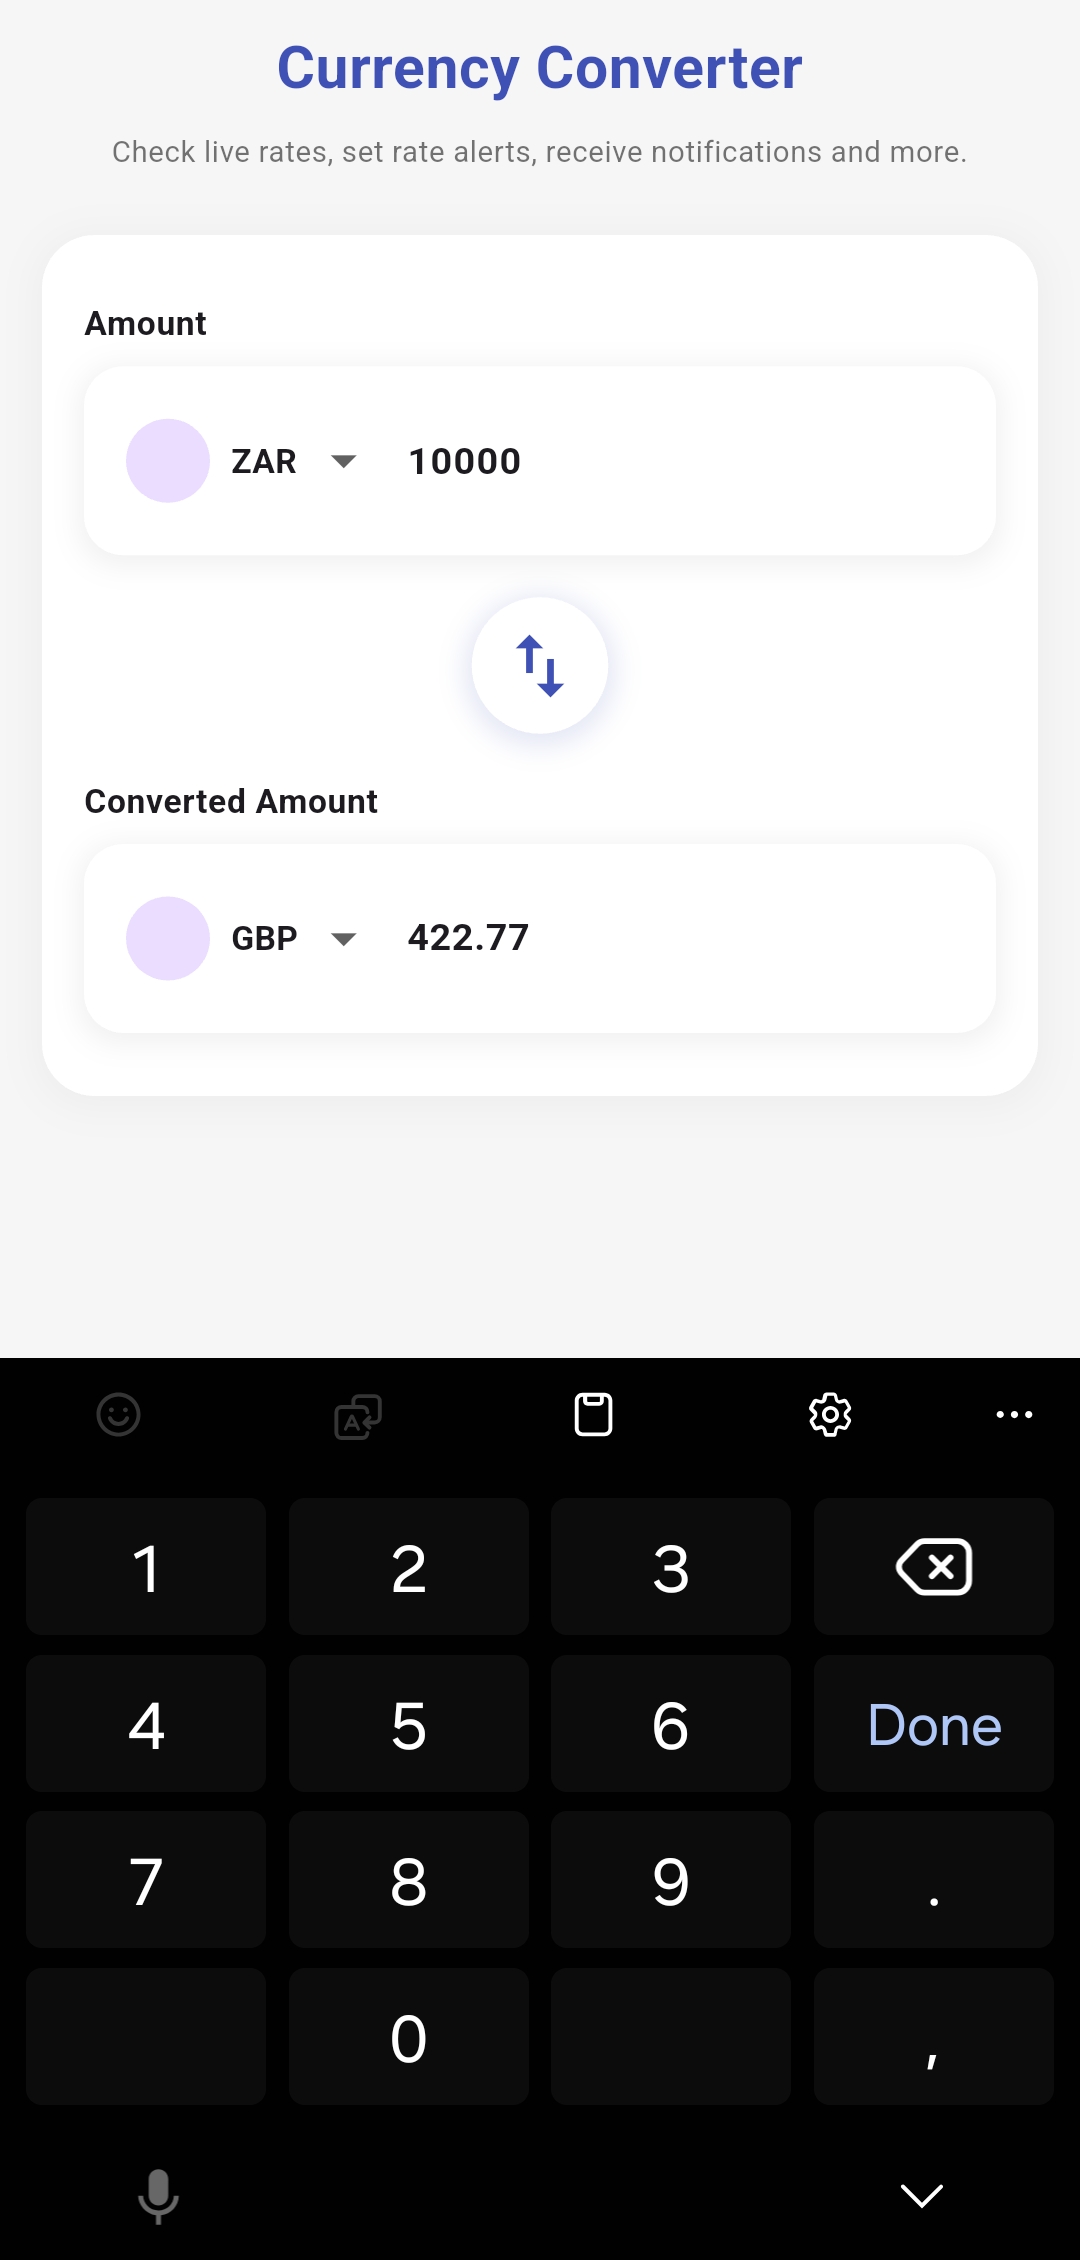 Currency Converter
Check live rates, set rate alerts, receive notifications and more.
Amount
ZAR 10000
Converted Amount
GBP 422.77
1 2 3
4 5 6 Done
7 8 9 .
0 ,